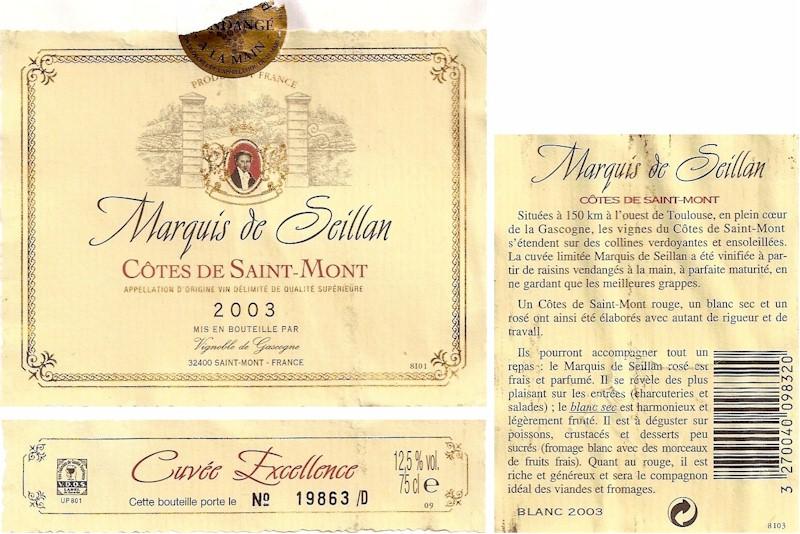 VENDANGÉ
À LA MAIN
FRANCE
Marquis de Seillan
CÔTES DE SAINT-MONT
APPELLATION D'ORIGINE VIN DÉLIMITÉ DE QUALITÉ SUPÉRIEURE
2003
MIS EN BOUTEILLE PAR
Vignoble de Gascogne
32400 SAINT-MONT - FRANCE
8101
Cuvée Excellence
12,5 % vol.
75 cl e
V.D.Q.S.
UP 801
Cette bouteille porte le No 19863 /D
09
Marquis de Seillan
CÔTES DE SAINT-MONT
Situées à 150 km à l'ouest de Toulouse, en plein cœur
de la Gascogne, les vignes du Côtes de Saint-Mont
s'étendent sur des collines verdoyantes et ensoleillées.
La cuvée limitée Marquis de Seillan a été vinifiée à par-
tir de raisins vendangés à la main, à parfaite maturité, en
ne gardant que les meilleures grappes.
Un Côtes de Saint-Mont rouge, un blanc sec et un
rosé ont ainsi été élaborés avec autant de rigueur et de
travail.
Ils pourront accompagner tout un
repas : le Marquis de Seillan rosé est
frais et parfumé. Il se révèle des plus
plaisant sur les entrées (charcuteries et
salades) ; le blanc sec est harmonieux et
légèrement fruité. Il est à déguster sur
poissons, crustacés et desserts peu
sucrés (fromage blanc avec des morceaux
de fruits frais). Quant au rouge, il est
riche et généreux et sera le compagnon
idéal des viandes et fromages.
3 270040 098320
BLANC 2003
8103